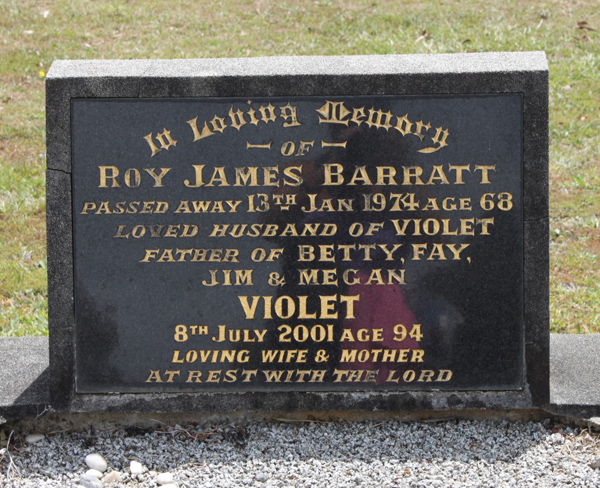 In Loving Memory
– OF –
ROY JAMES BARRATT
PASSED AWAY 13TH JAN 1974 AGE 68
LOVED HUSBAND OF VIOLET
FATHER OF BETTY, FAY,
JIM & MEGAN
VIOLET
8TH JULY 2001 AGE 94
LOVING WIFE & MOTHER
AT REST WITH THE LORD